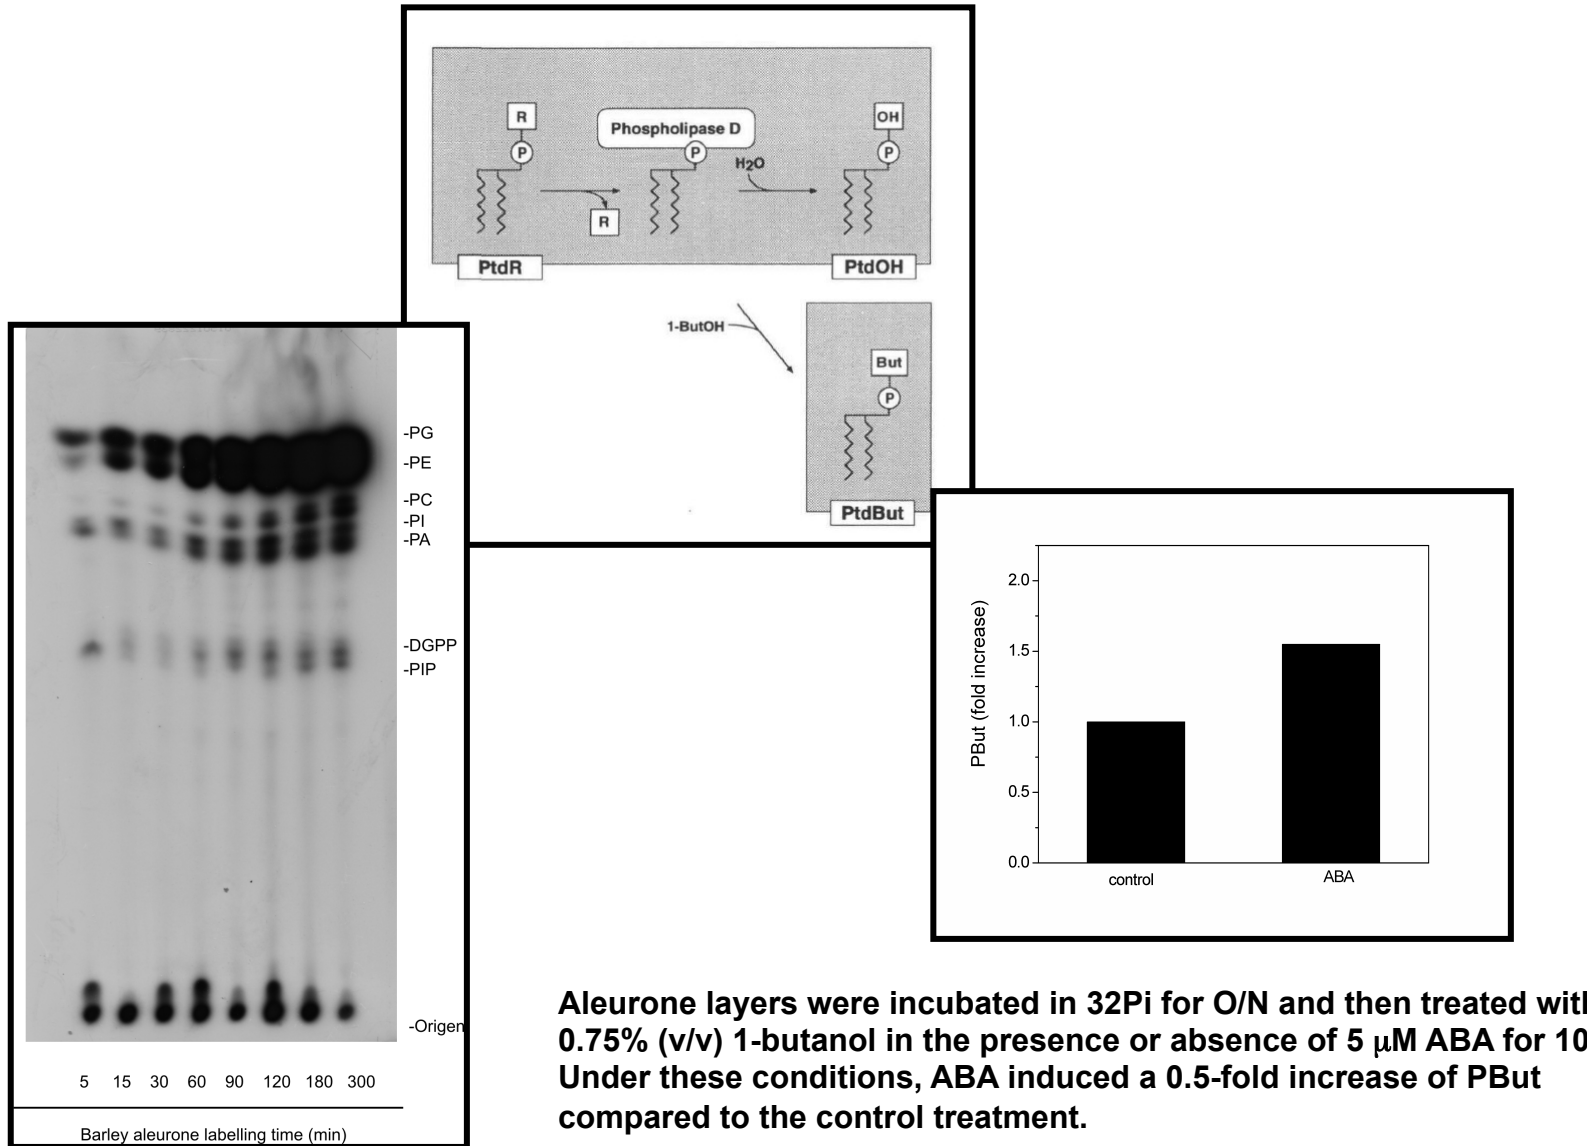 R
P
Phospholipase D
P
H2O
OH
P
R
PtdR
PtdOH
1-ButOH
But
P
PtdBut
-PG
-PE
-PC
-PI
-PA
-DGPP
-PIP
-Origen
5 15 30 60 90 120 180 300
Barley aleurone labelling time (min)
PBut (fold increase)
2.0
1.5
1.0
0.5
0.0
control
ABA
Aleurone layers were incubated in 32Pi for O/N and then treated with
0.75% (v/v) 1-butanol in the presence or absence of 5 μM ABA for 10
Under these conditions, ABA induced a 0.5-fold increase of PBut
compared to the control treatment.